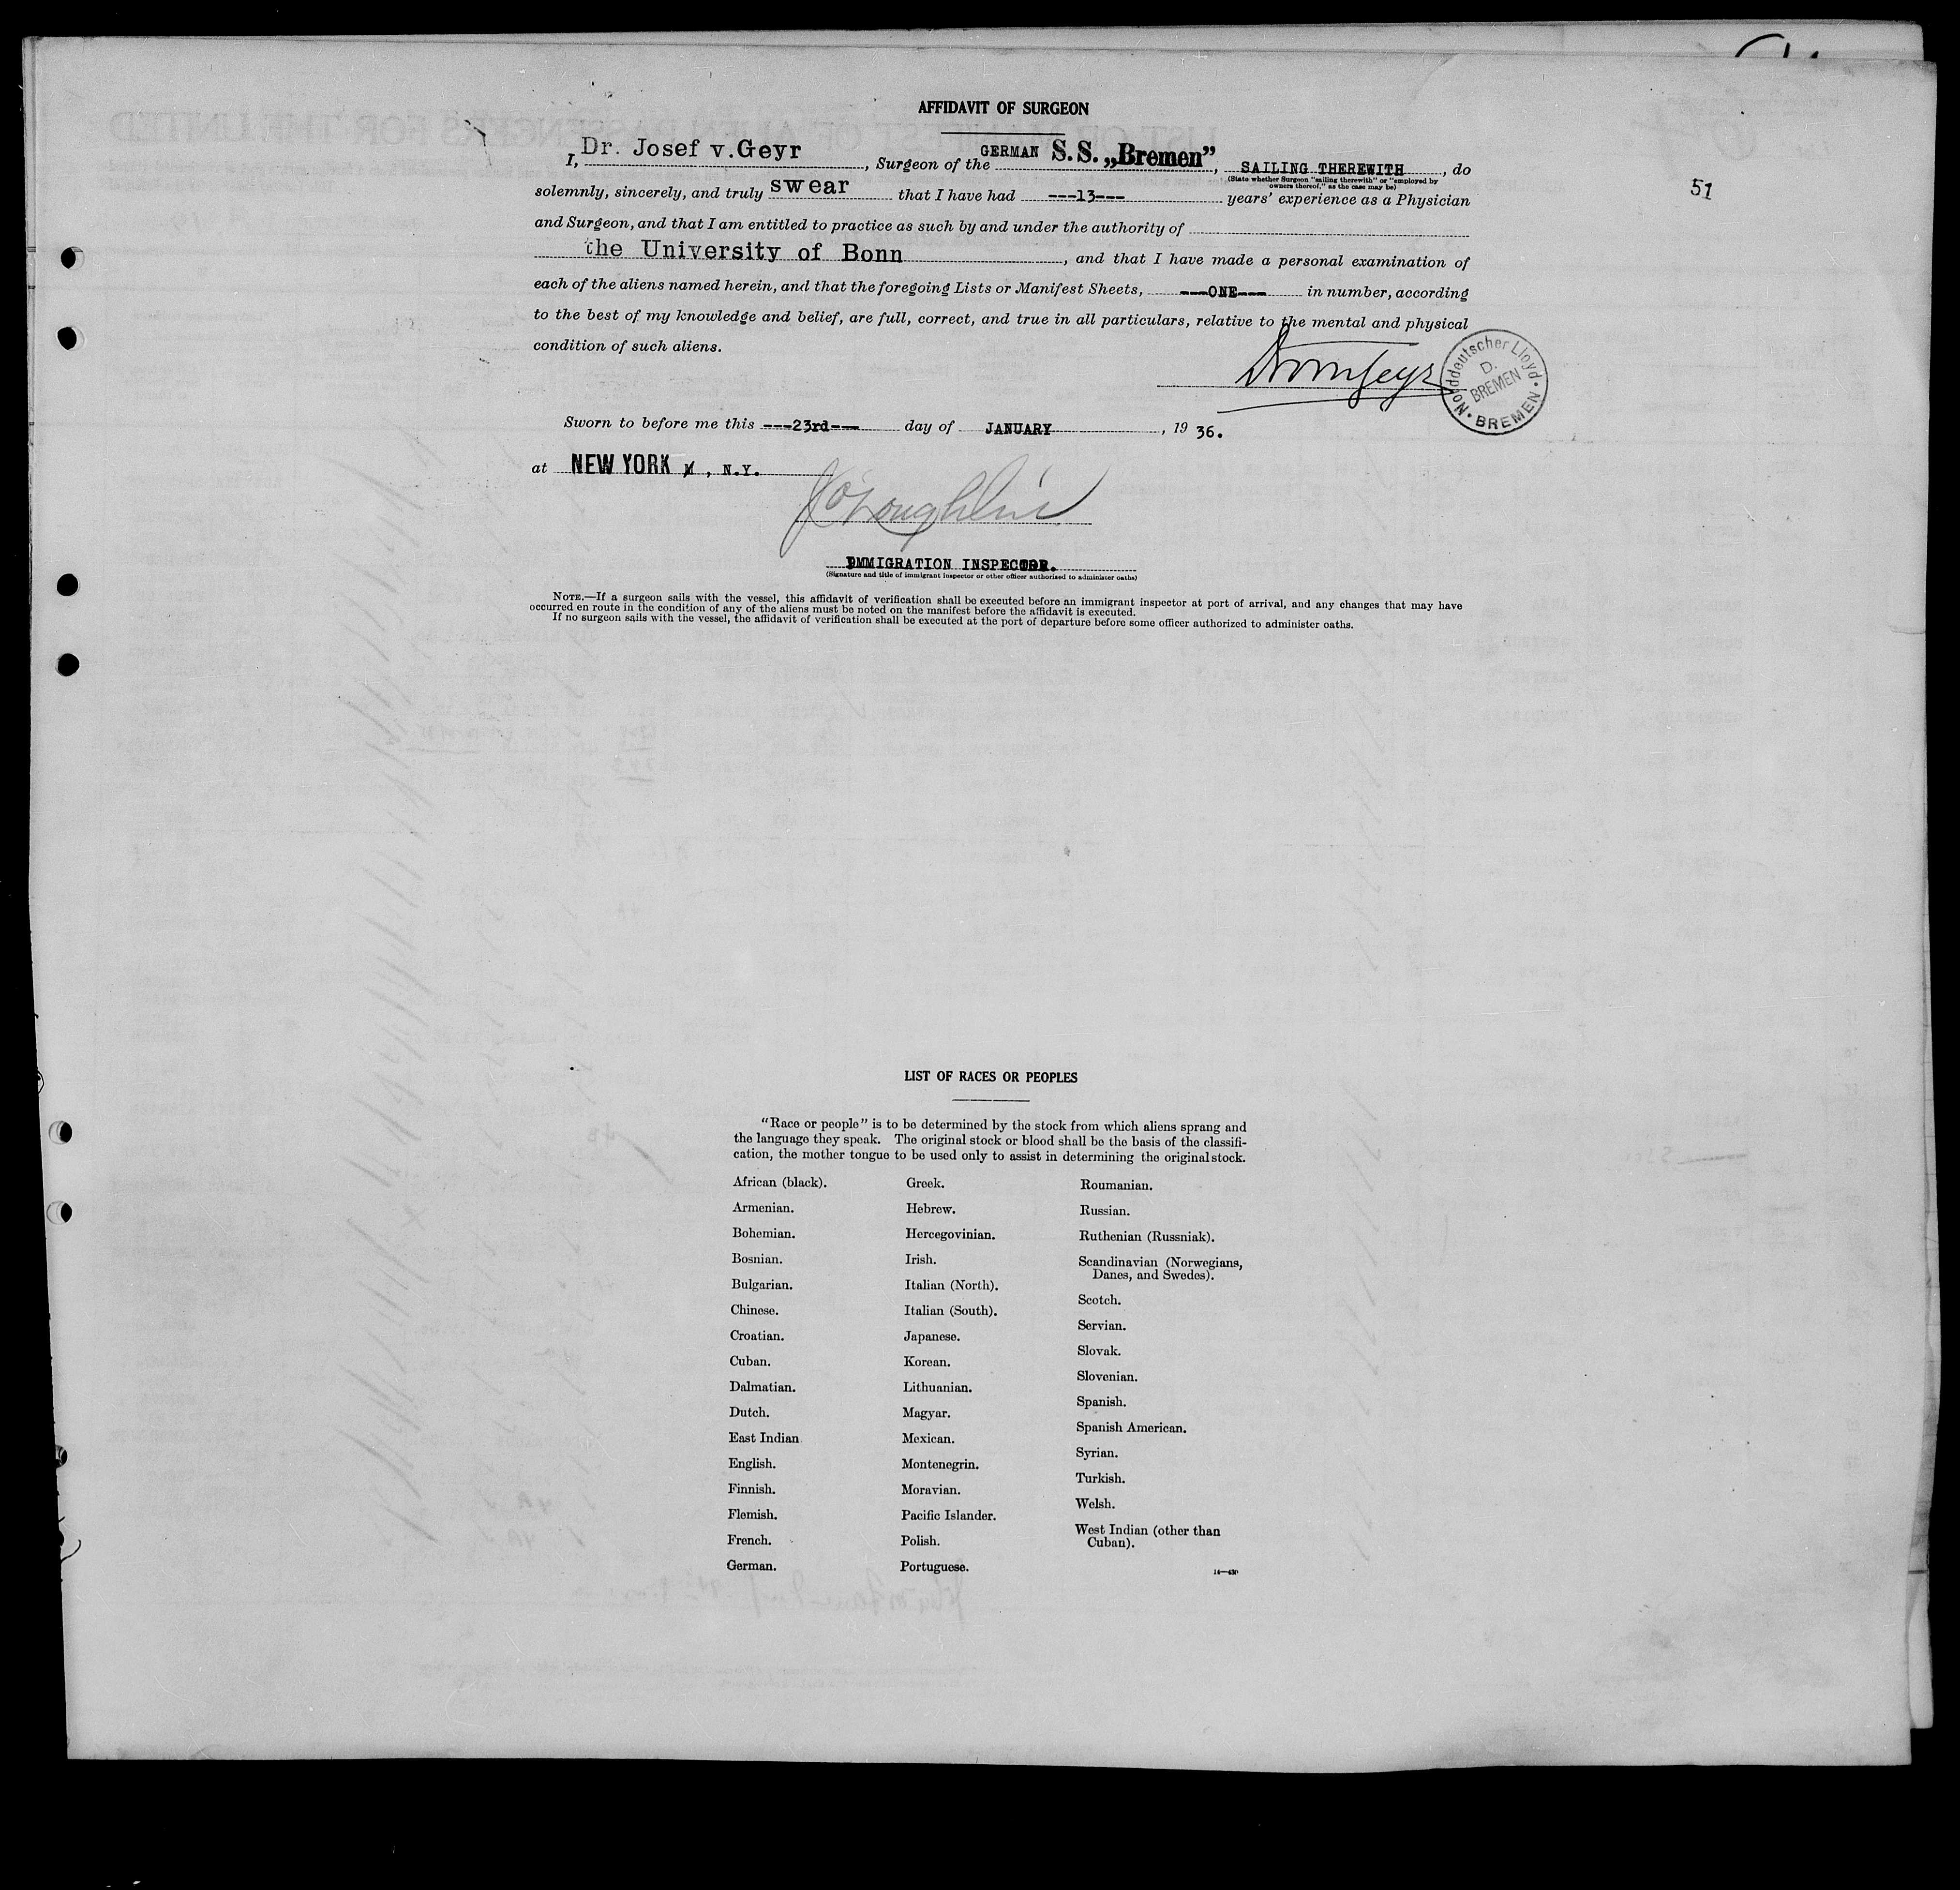 AFFIDAVIT OF SURGEON
I, Dr. Josef v.Geyr, Surgeon of the GERMAN S.S. „Bremen”, SAILING THEREWITH, do
(State whether Surgeon "sailing therewith" or "employed by
owners thereof," as the case may be)
51
solemnly, sincerely, and truly swear that I have had ---13--- years' experience as a Physician
and Surgeon, and that I am entitled to practice as such by and under the authority of
the University of Bonn, and that I have made a personal examination of
each of the aliens named herein, and that the foregoing Lists or Manifest Sheets, ---ONE--- in number, according
to the best of my knowledge and belief, are full, correct, and true in all particulars, relative to the mental and physical
condition of such aliens.
Norddeutscher Lloyd
D.
BREMEN
BREMEN
Sworn to before me this ---23rd--- day of JANUARY, 19 36.
at NEW YORK , N.Y.
J O'Loughlin
IMMIGRATION INSPECTOR.
(Signature and title of immigrant inspector or other officer authorized to administer oaths)
NOTE.—If a surgeon sails with the vessel, this affidavit of verification shall be executed before an immigrant inspector at port of arrival, and any changes that may have
occurred en route in the condition of any of the aliens must be noted on the manifest before the affidavit is executed.
If no surgeon sails with the vessel, the affidavit of verification shall be executed at the port of departure before some officer authorized to administer oaths.
LIST OF RACES OR PEOPLES
"Race or people" is to be determined by the stock from which aliens sprang and
the language they speak. The original stock or blood shall be the basis of the classifi-
cation, the mother tongue to be used only to assist in determining the original stock.
African (black).
Armenian.
Bohemian.
Bosnian.
Bulgarian.
Chinese.
Croatian.
Cuban.
Dalmatian.
Dutch.
East Indian
English.
Finnish.
Flemish.
French.
German.
Greek.
Hebrew.
Hercegovinian.
Irish.
Italian (North).
Italian (South).
Japanese.
Korean.
Lithuanian.
Magyar.
Mexican.
Montenegrin.
Moravian.
Pacific Islander.
Polish.
Portuguese.
Roumanian.
Russian.
Ruthenian (Russniak).
Scandinavian (Norwegians,
Danes, and Swedes).
Scotch.
Servian.
Slovak.
Slovenian.
Spanish.
Spanish American.
Syrian.
Turkish.
Welsh.
West Indian (other than
Cuban).